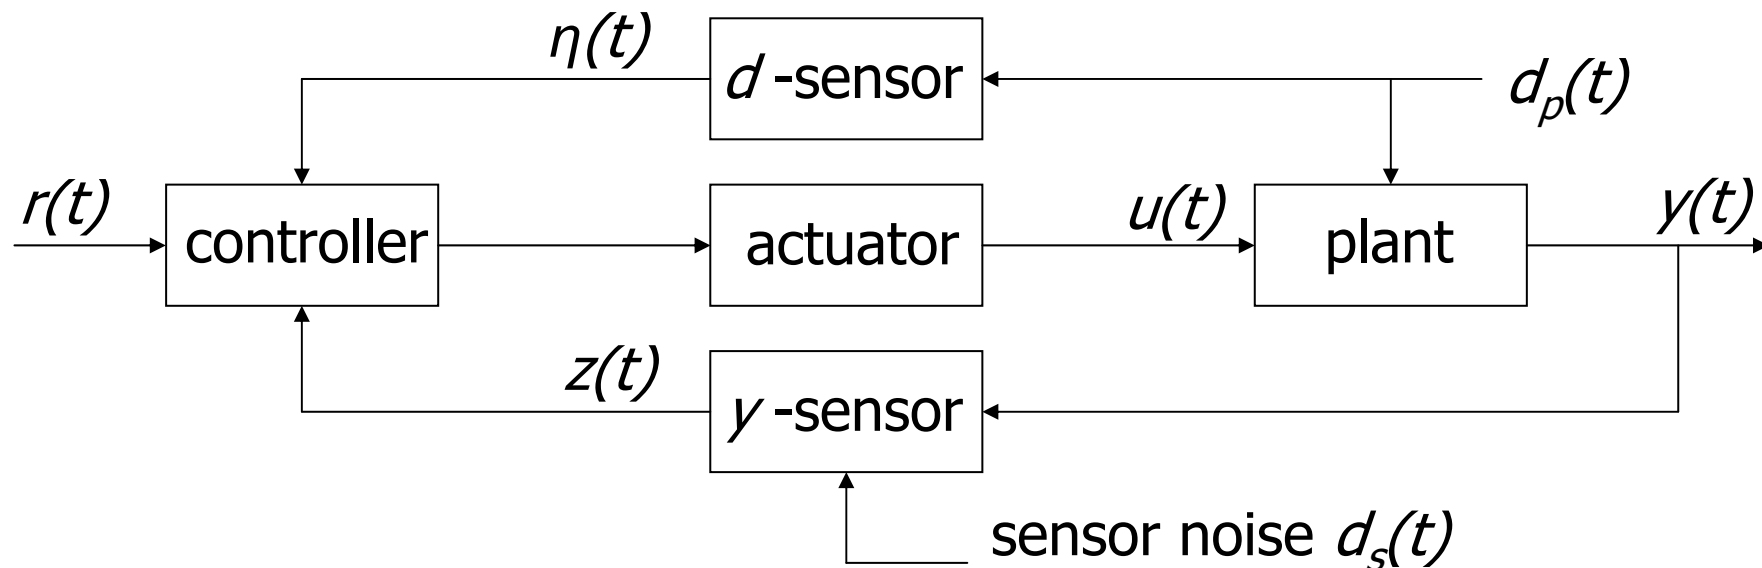 η(t)
d -sensor
d_p(t)
r(t)
controller
actuator
u(t)
plant
y(t)
z(t)
y -sensor
sensor noise d_s(t)